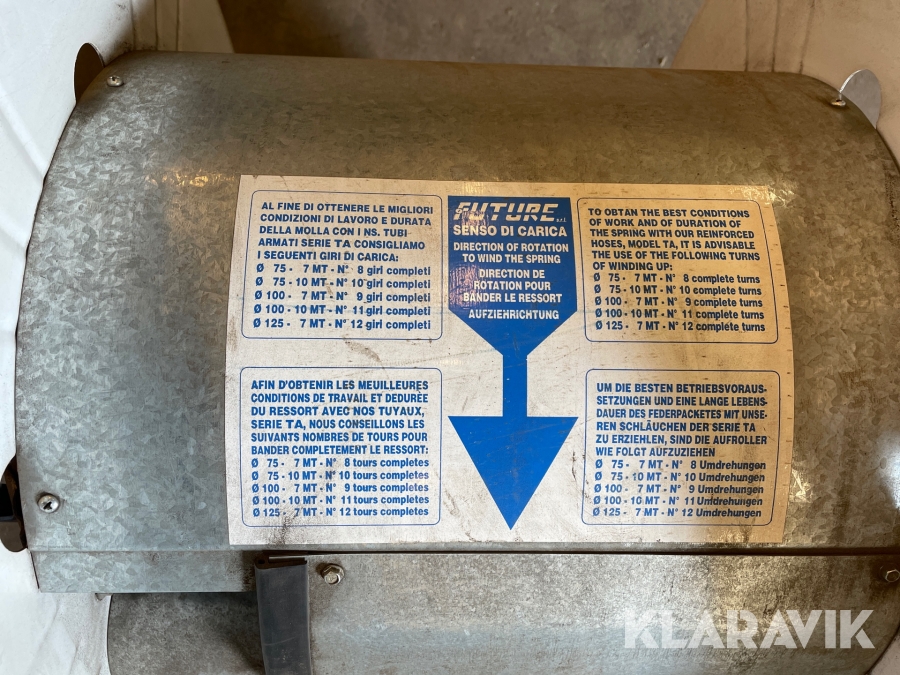 AL FINE DI OTTENERE LE MIGLIORI
CONDIZIONI DI LAVORO E DURATA
DELLA MOLLA CON I NS. TUBI
ARMATI SERIE TA CONSIGLIAMO
I SEGUENTI GIRI DI CARICA:
Ø 75 - 7 MT - N° 8 giri completi
Ø 75 - 10 MT - N° 10 giri completi
Ø 100 - 7 MT - N° 9 giri completi
Ø 100 - 10 MT - N° 11 giri completi
Ø 125 - 7 MT - N° 12 giri completi
FUTURE s.r.l.
SENSO DI CARICA
DIRECTION OF ROTATION
TO WIND THE SPRING
DIRECTION DE
ROTATION POUR
BANDER LE RESSORT
AUFZIEHRICHTUNG
TO OBTAN THE BEST CONDITIONS
OF WORK AND OF DURATION OF
THE SPRING WITH OUR REINFORCED
HOSES, MODEL TA, IT IS ADVISABLE
THE USE OF THE FOLLOWING TURNS
OF WINDING UP:
Ø 75 - 7 MT - N° 8 complete turns
Ø 75 - 10 MT - N° 10 complete turns
Ø 100 - 7 MT - N° 9 complete turns
Ø 100 - 10 MT - N° 11 complete turns
Ø 125 - 7 MT - N° 12 complete turns
AFIN D'OBTENIR LES MEUILLEURES
CONDITIONS DE TRAVAIL ET DEDURÉE
DU RESSORT AVEC NOS TUYAUX,
SERIE TA, NOUS CONSEILLONS LES
SUIVANTS NOMBRES DE TOURS POUR
BANDER COMPLETEMENT LE RESSORT:
Ø 75 - 7 MT - N° 8 tours completes
Ø 75 - 10 MT - N° 10 tours completes
Ø 100 - 7 MT - N° 9 tours completes
Ø 100 - 10 MT - N° 11 tours completes
Ø 125 - 7 MT - N° 12 tours completes
UM DIE BESTEN BETRIEBSVORAUS-
SETZUNGEN UND EINE LANGE LEBENS-
DAUER DES FEDERPACKETES MIT UNSE-
REN SCHLÄUCHEN DER SERIE TA
ZU ERZIEHLEN, SIND DIE AUFROLLER
WIE FOLGT AUFZUZIEHEN
Ø 75 - 7 MT - N° 8 Umdrehungen
Ø 75 - 10 MT - N° 10 Umdrehungen
Ø 100 - 7 MT - N° 9 Umdrehungen
Ø 100 - 10 MT - N° 11 Umdrehungen
Ø 125 - 7 MT - N° 12 Umdrehungen
KLARAVIK